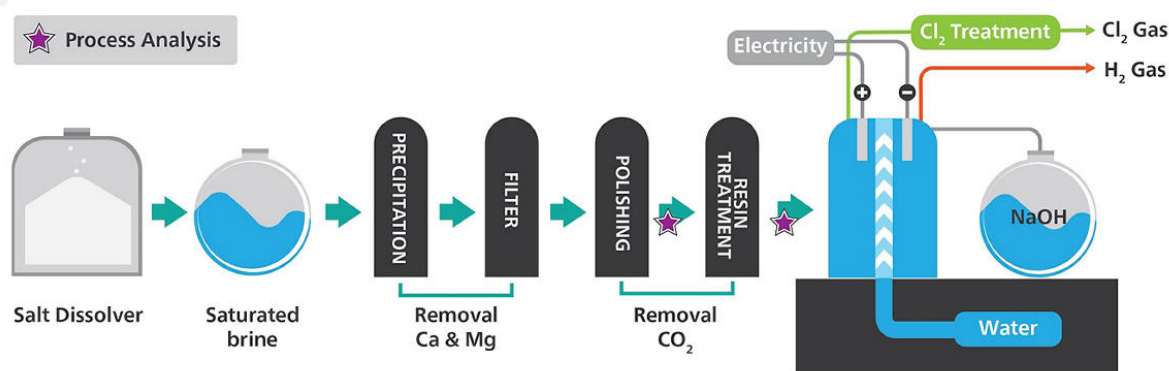 Process Analysis
Electricity
Cl₂ Treatment
Cl₂ Gas
H₂ Gas
+
−
PRECIPITATION
FILTER
POLISHING
RESIN
TREATMENT
NaOH
Salt Dissolver
Saturated
brine
Removal
Ca & Mg
Removal
CO₂
Water